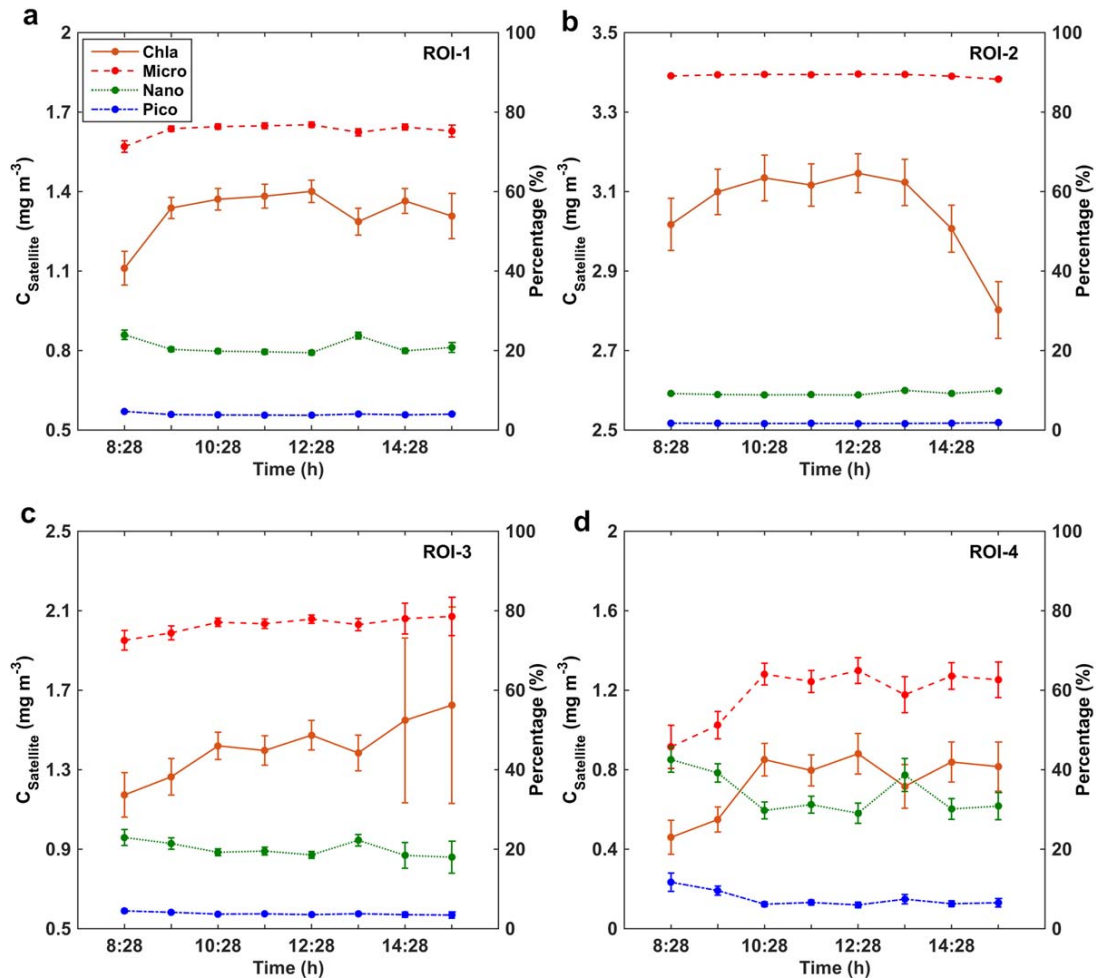 a
ROI-1
Chla
Micro
Nano
Pico
2
1.7
1.4
1.1
0.8
0.5
C_Satellite (mg m⁻³)
100
80
60
40
20
0
Percentage (%)
8:28 10:28 12:28 14:28
Time (h)
b
ROI-2
3.5
3.3
3.1
2.9
2.7
2.5
C_Satellite (mg m⁻³)
100
80
60
40
20
0
Percentage (%)
8:28 10:28 12:28 14:28
Time (h)
c
ROI-3
2.5
2.1
1.7
1.3
0.9
0.5
C_Satellite (mg m⁻³)
100
80
60
40
20
0
Percentage (%)
8:28 10:28 12:28 14:28
Time (h)
d
ROI-4
2
1.6
1.2
0.8
0.4
0
C_Satellite (mg m⁻³)
100
80
60
40
20
0
Percentage (%)
8:28 10:28 12:28 14:28
Time (h)